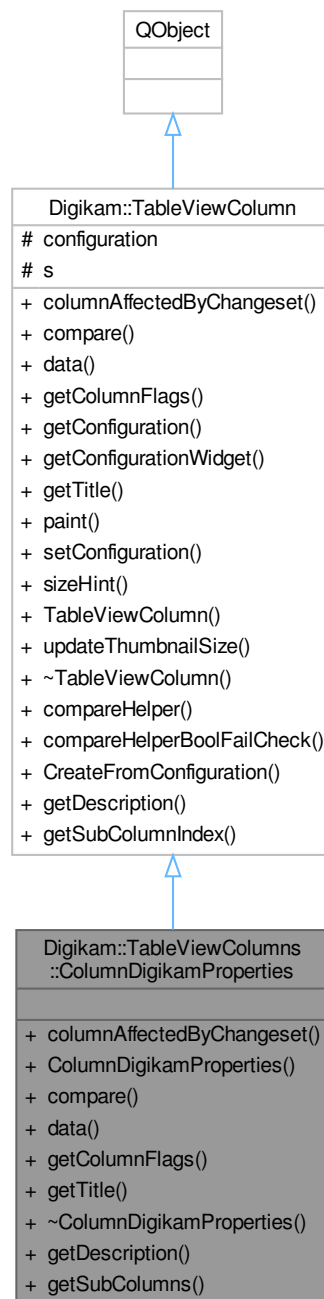 QObject
Digikam::TableViewColumn
# configuration
# s
+ columnAffectedByChangeset()
+ compare()
+ data()
+ getColumnFlags()
+ getConfiguration()
+ getConfigurationWidget()
+ getTitle()
+ paint()
+ setConfiguration()
+ sizeHint()
+ TableViewColumn()
+ updateThumbnailSize()
+ ~TableViewColumn()
+ compareHelper()
+ compareHelperBoolFailCheck()
+ CreateFromConfiguration()
+ getDescription()
+ getSubColumnIndex()
Digikam::TableViewColumns
::ColumnDigikamProperties
+ columnAffectedByChangeset()
+ ColumnDigikamProperties()
+ compare()
+ data()
+ getColumnFlags()
+ getTitle()
+ ~ColumnDigikamProperties()
+ getDescription()
+ getSubColumns()